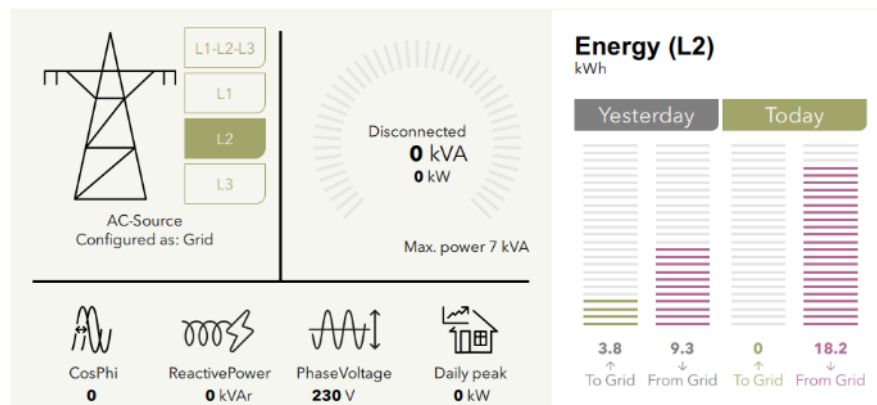 L1-L2-L3
L1
L2
L3
AC-Source
Configured as: Grid
Disconnected
0 kVA
0 kW
Max. power 7 kVA
CosPhi
0
ReactivePower
0 kVAr
PhaseVoltage
230 V
Daily peak
0 kW
Energy (L2)
kWh
Yesterday Today
3.8 9.3 0 18.2
↑ ↓ ↑ ↓
To Grid From Grid To Grid From Grid